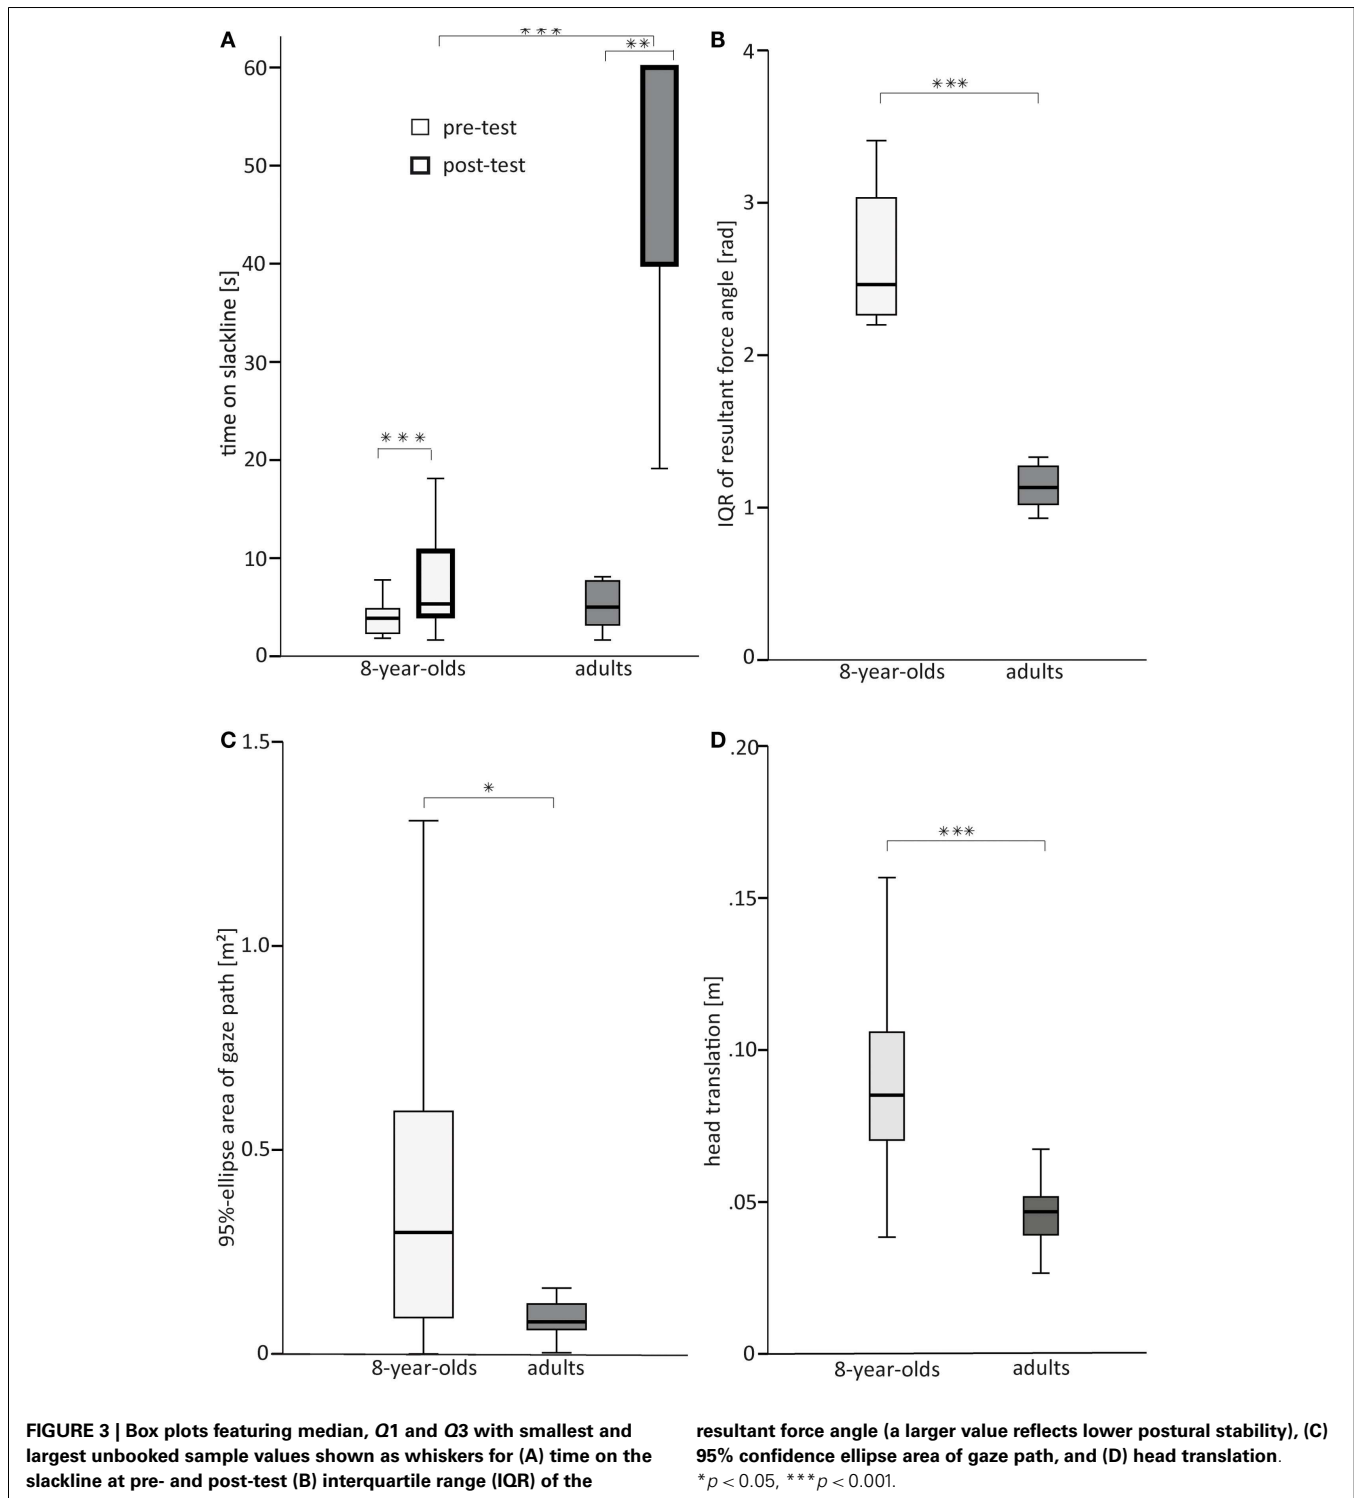 A
***
**
60
50
40
30
20
10
0
time on slackline [s]
pre-test
post-test
***
8-year-olds
adults
B
4
3
2
1
0
IQR of resultant force angle [rad]
***
8-year-olds
adults
C
1.5
1.0
0.5
0
95%-ellipse area of gaze path [m²]
*
8-year-olds
adults
D
.20
.15
.10
.05
0
head translation [m]
***
8-year-olds
adults
FIGURE 3 | Box plots featuring median, Q1 and Q3 with smallest and
largest unbooked sample values shown as whiskers for (A) time on the
slackline at pre- and post-test (B) interquartile range (IQR) of the
resultant force angle (a larger value reflects lower postural stability), (C)
95% confidence ellipse area of gaze path, and (D) head translation.
*p < 0.05, ***p < 0.001.